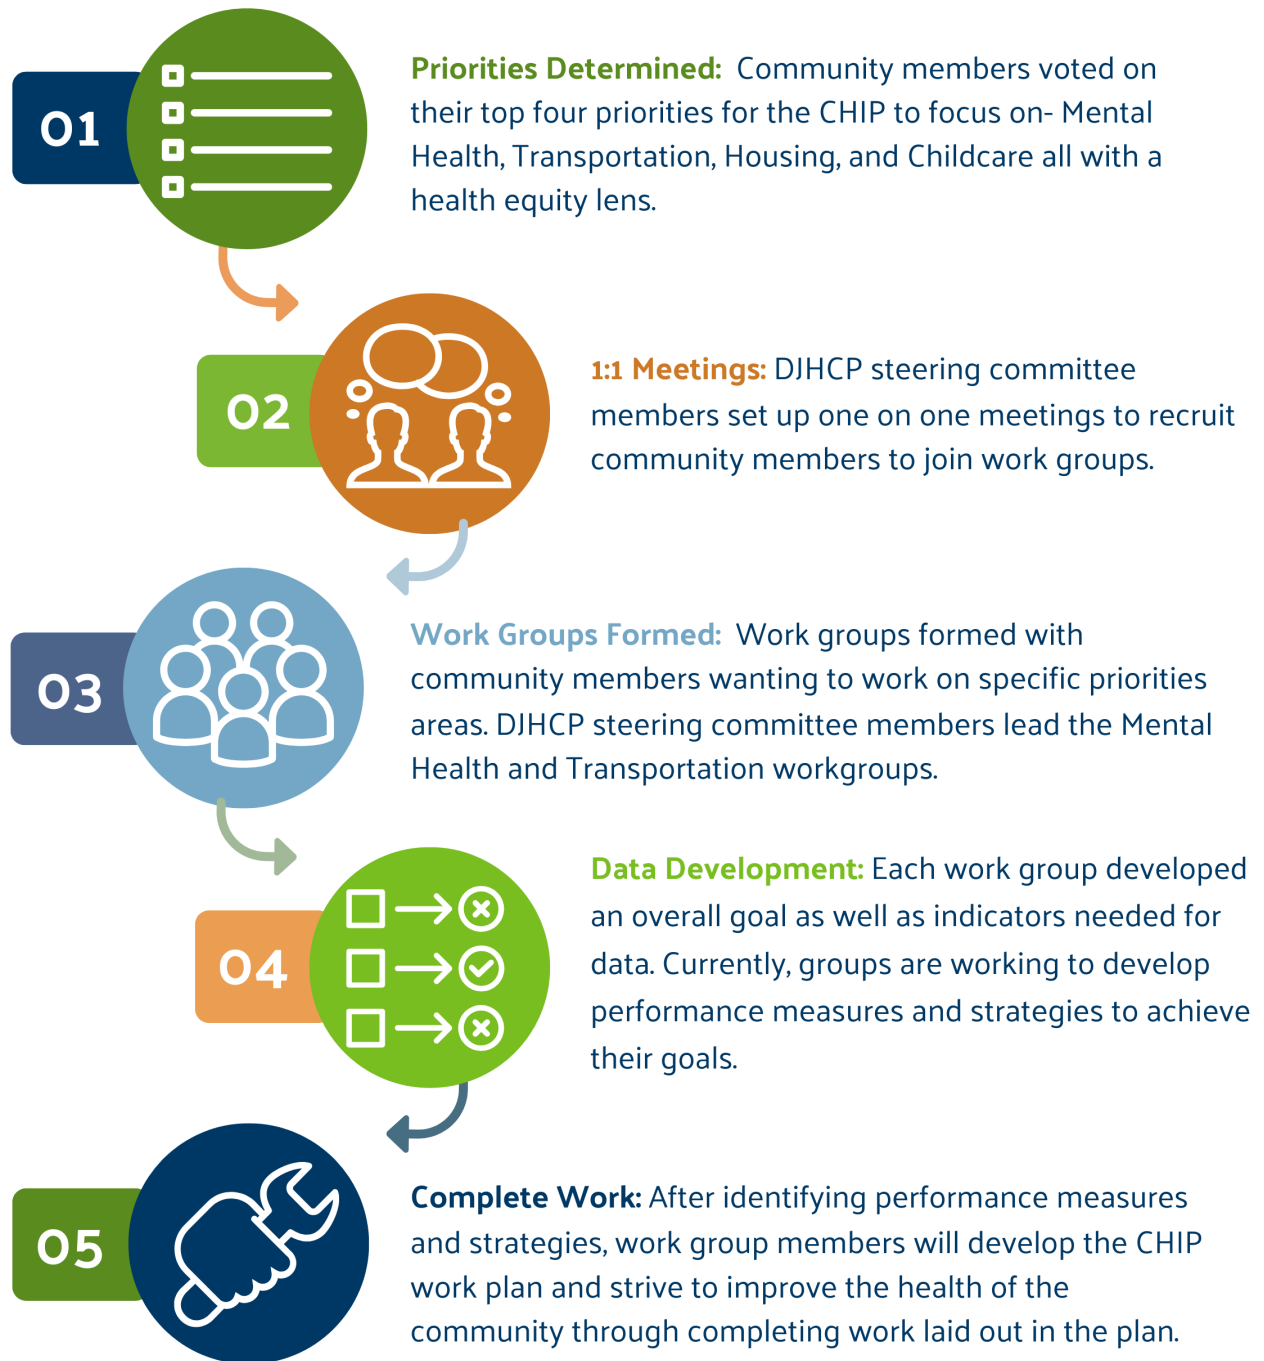 01
Priorities Determined: Community members voted on
their top four priorities for the CHIP to focus on- Mental
Health, Transportation, Housing, and Childcare all with a
health equity lens.
02
1:1 Meetings: DJHCP steering committee
members set up one on one meetings to recruit
community members to join work groups.
03
Work Groups Formed: Work groups formed with
community members wanting to work on specific priorities
areas. DJHCP steering committee members lead the Mental
Health and Transportation workgroups.
04
Data Development: Each work group developed
an overall goal as well as indicators needed for
data. Currently, groups are working to develop
performance measures and strategies to achieve
their goals.
05
Complete Work: After identifying performance measures
and strategies, work group members will develop the CHIP
work plan and strive to improve the health of the
community through completing work laid out in the plan.